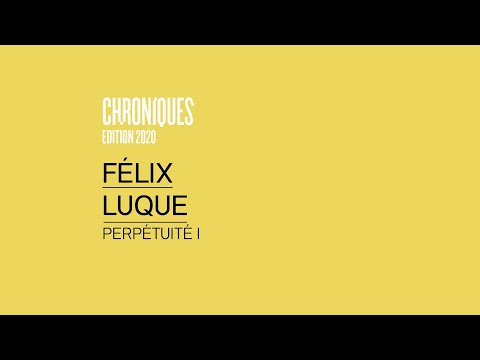 CHRONIQUES
EDITION 2020
FÉLIX
LUQUE
PERPÉTUITÉ I